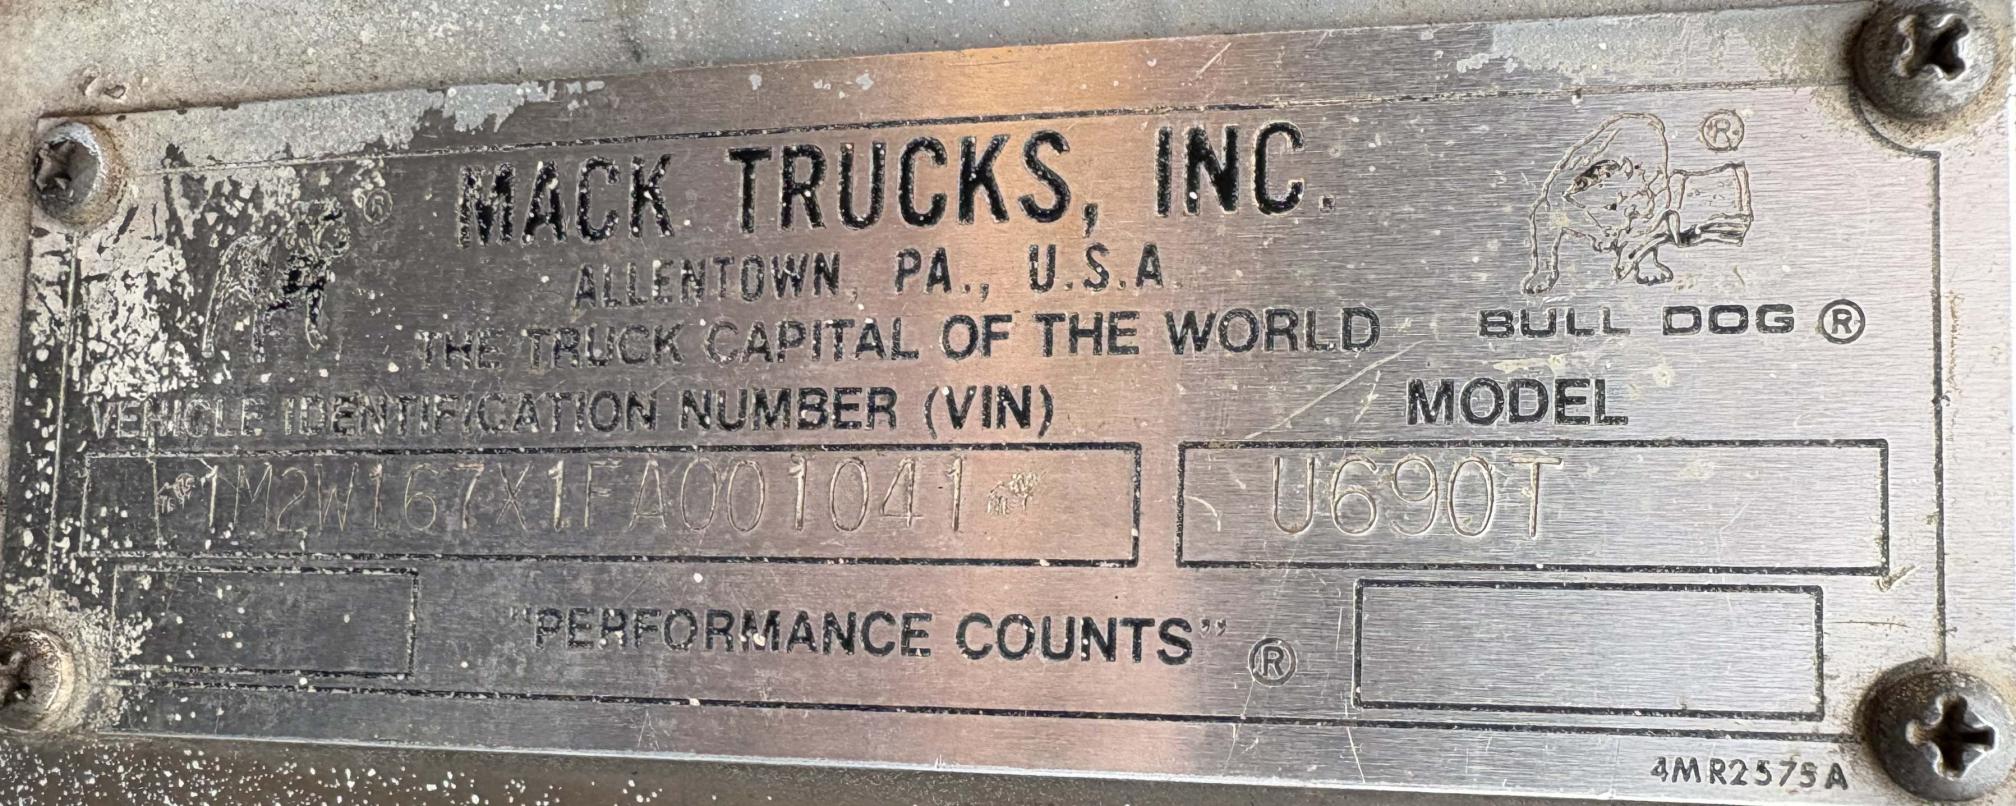 ®
MACK TRUCKS, INC.
®
ALLENTOWN, PA., U.S.A.
THE TRUCK CAPITAL OF THE WORLD
BULL DOG ®
VEHICLE IDENTIFICATION NUMBER (VIN)
MODEL
1M2W167X1FA001041
U690T
"PERFORMANCE COUNTS" ®
4MR2575A